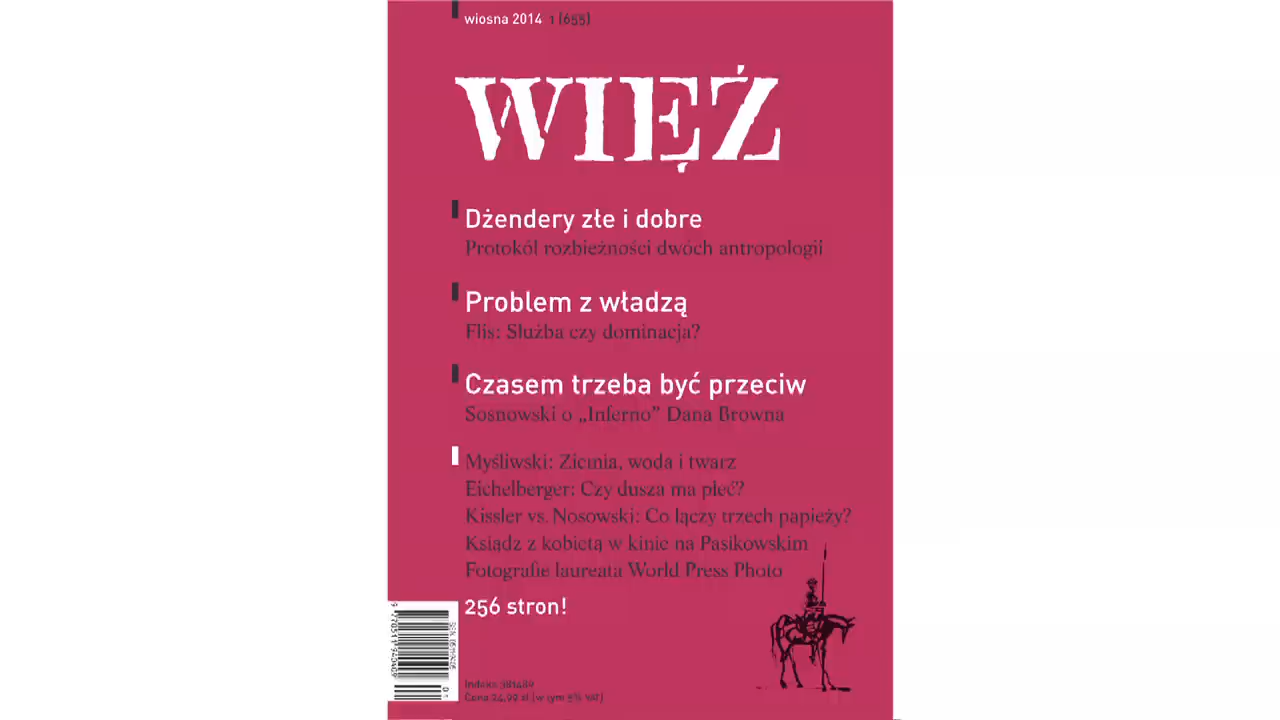 wiosna 2014 1 (655)
WIĘŹ
Dżendery złe i dobre
Protokół rozbieżności dwóch antropologii
Problem z władzą
Flis: Służba czy dominacja?
Czasem trzeba być przeciw
Sosnowski o „Inferno” Dana Browna
Myśliwski: Ziemia, woda i twarz
Eichelberger: Czy dusza ma płeć?
Kissler vs. Nosowski: Co łączy trzech papieży?
Ksiądz z kobietą w kinie na Pasikowskim
Fotografie laureata World Press Photo
256 stron!
01
Indeks 381489
Cena 24,99 zł (w tym 5% VAT)